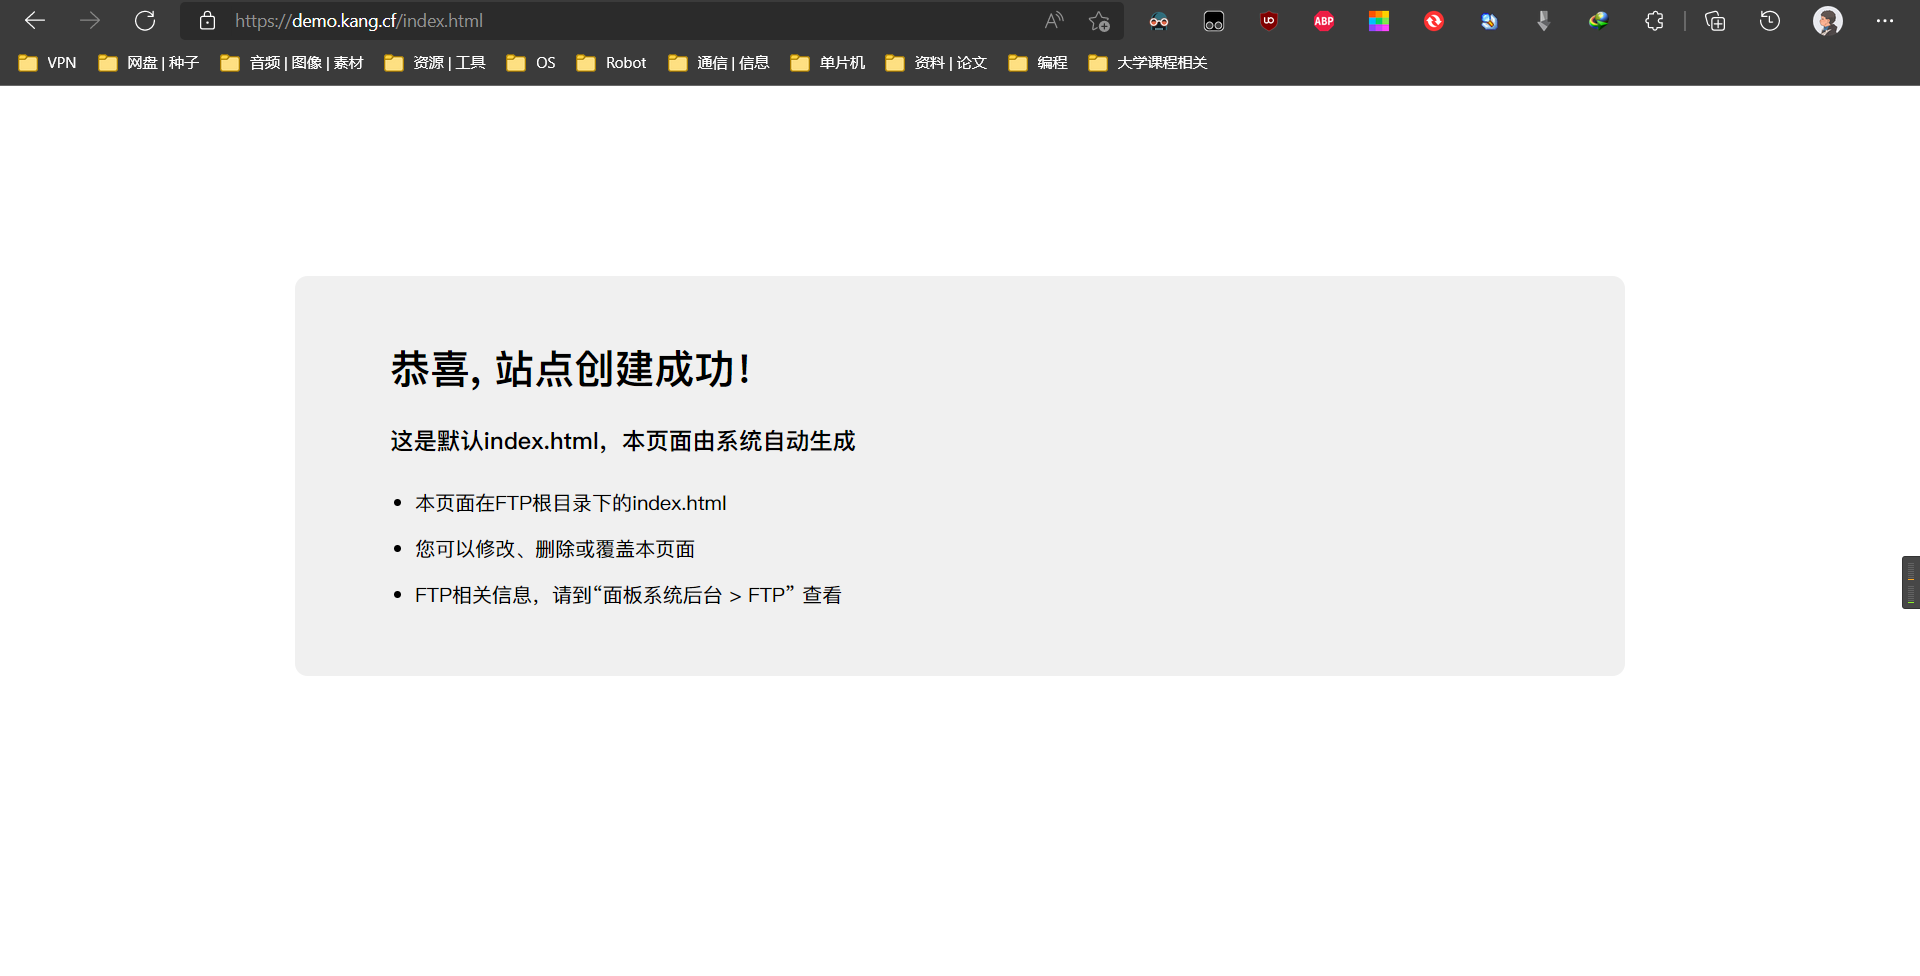 https://demo.kang.cf/index.html
VPN 网盘 | 种子 音频 | 图像 | 素材 资源 | 工具 OS Robot 通信 | 信息 单片机 资料 | 论文 编程 大学课程相关
恭喜, 站点创建成功！
这是默认index.html，本页面由系统自动生成
本页面在FTP根目录下的index.html
您可以修改、删除或覆盖本页面
FTP相关信息，请到“面板系统后台 > FTP” 查看